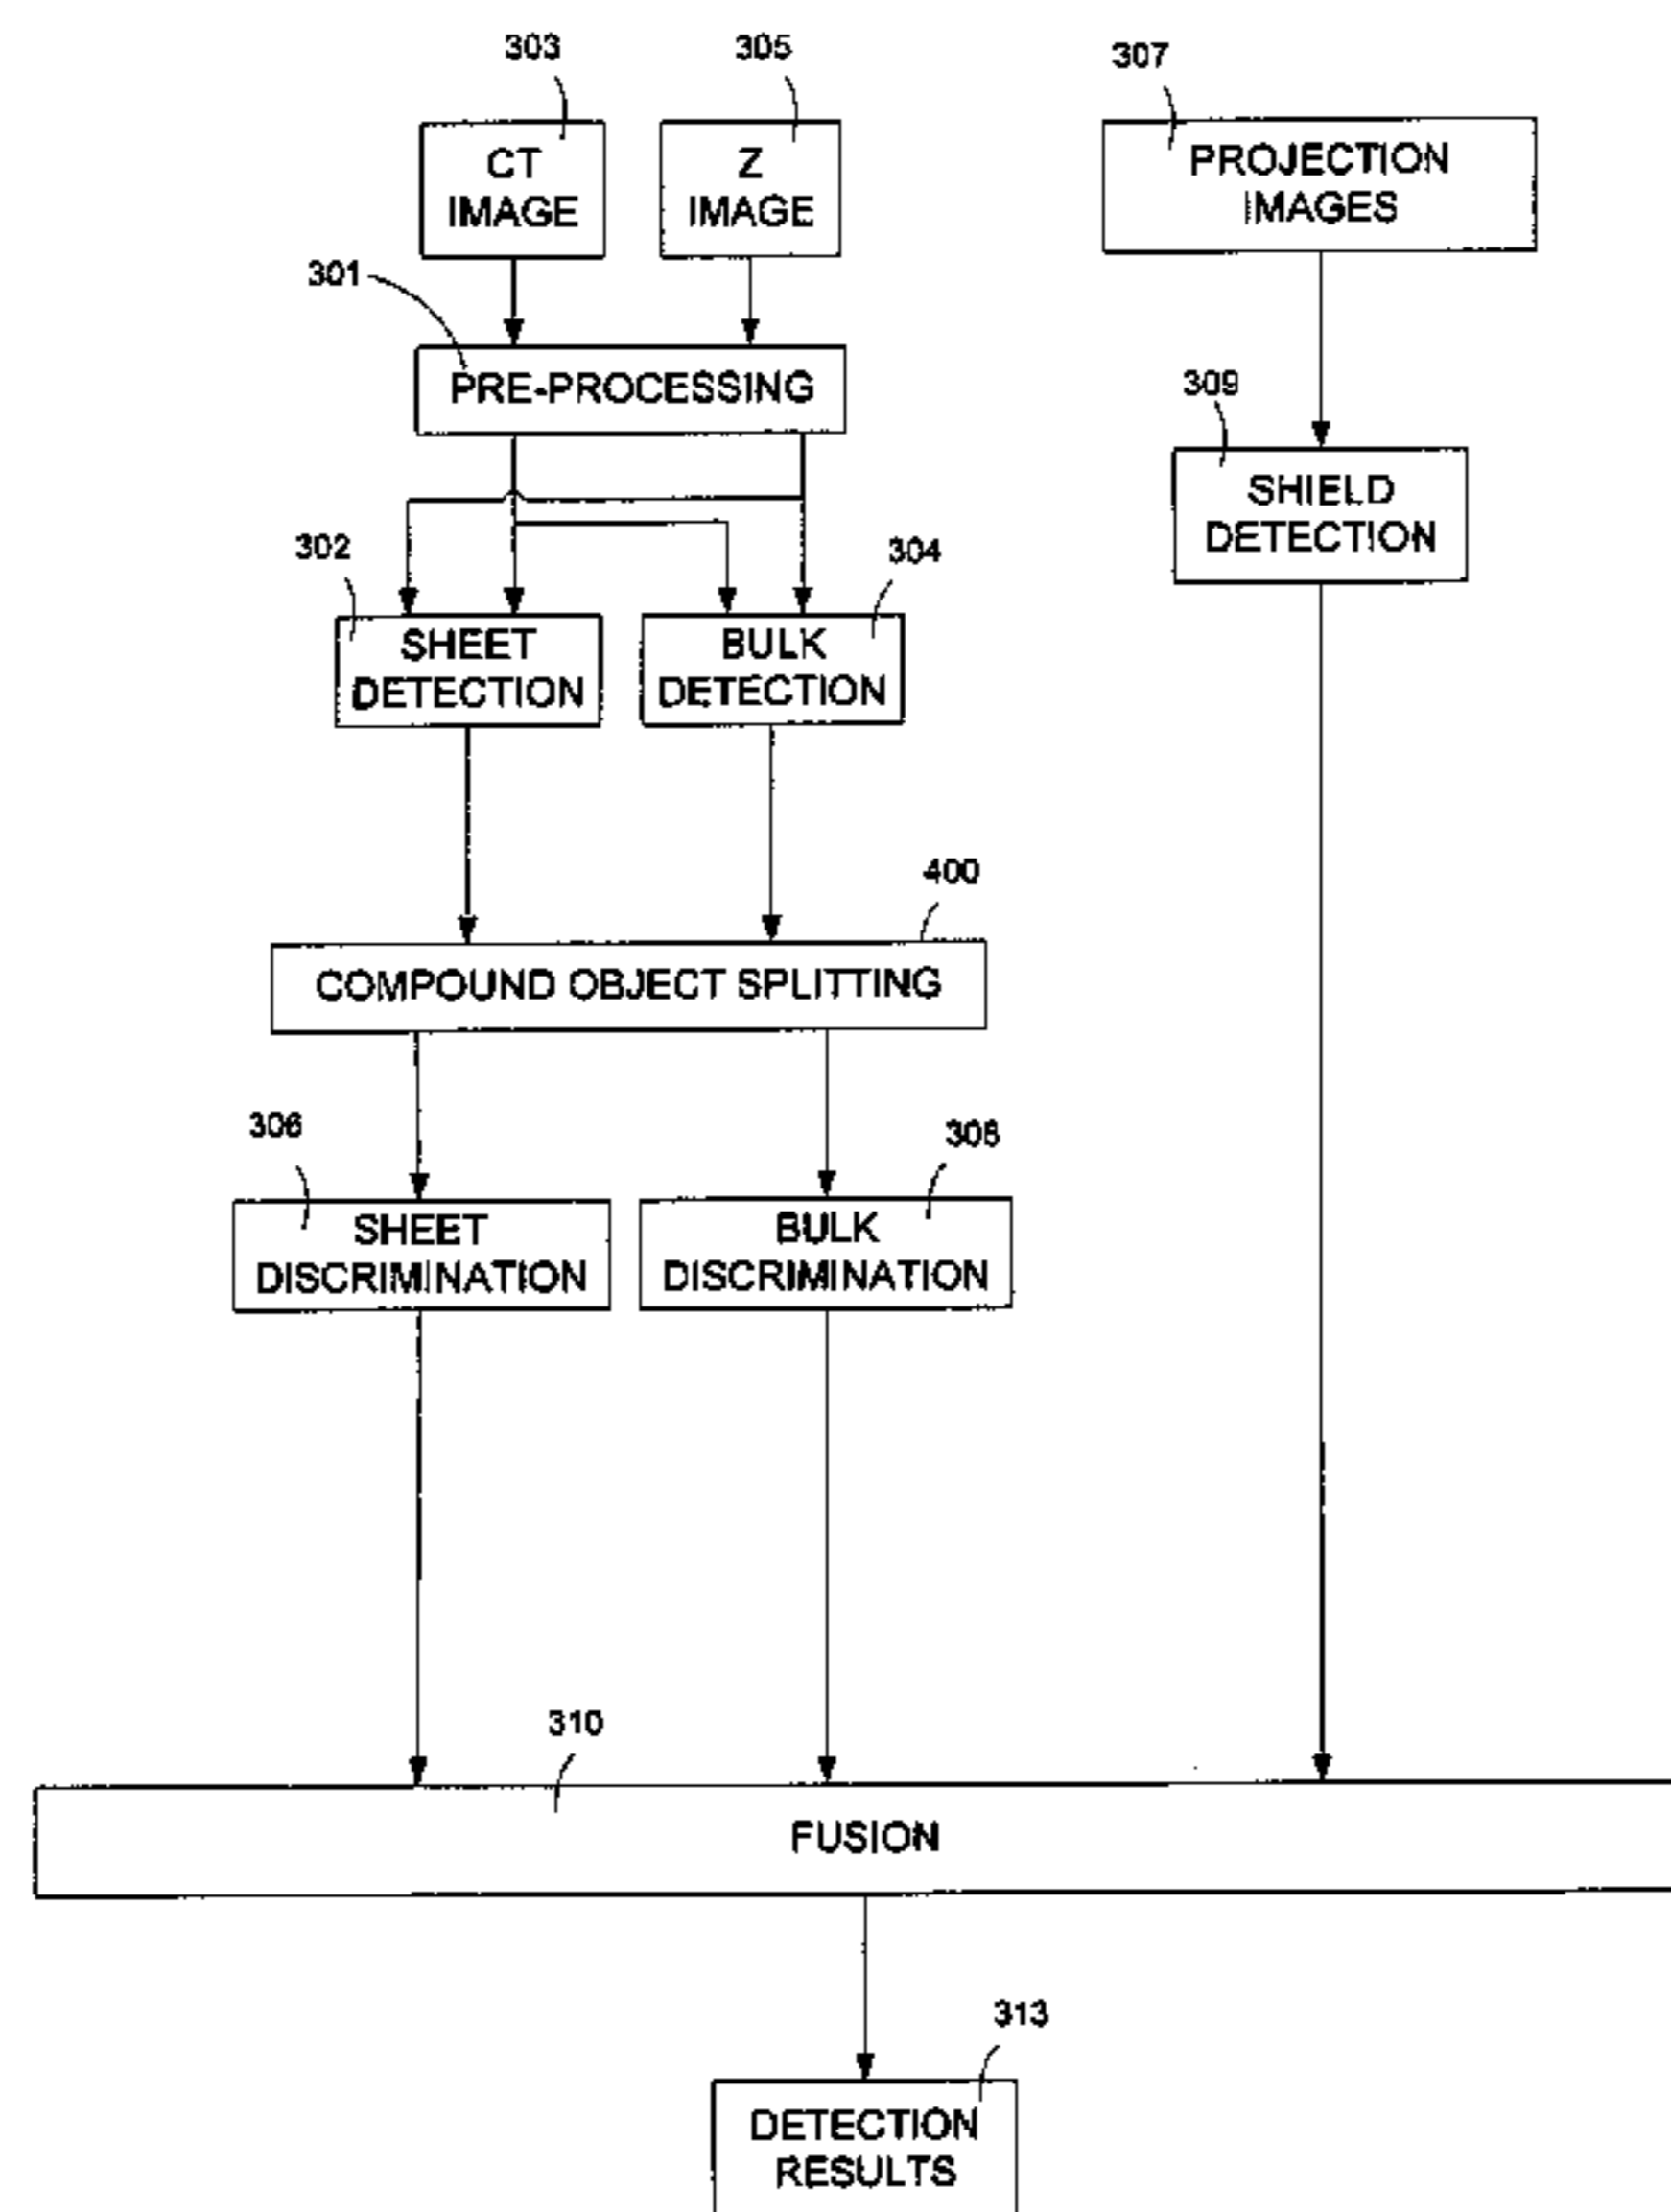 303
305
307
CT
IMAGE
Z
IMAGE
PROJECTION
IMAGES
301
PRE-PROCESSING
309
SHIELD
DETECTION
302
304
SHEET
DETECTION
BULK
DETECTION
400
COMPOUND OBJECT SPLITTING
306
308
SHEET
DISCRIMINATION
BULK
DISCRIMINATION
310
FUSION
313
DETECTION
RESULTS